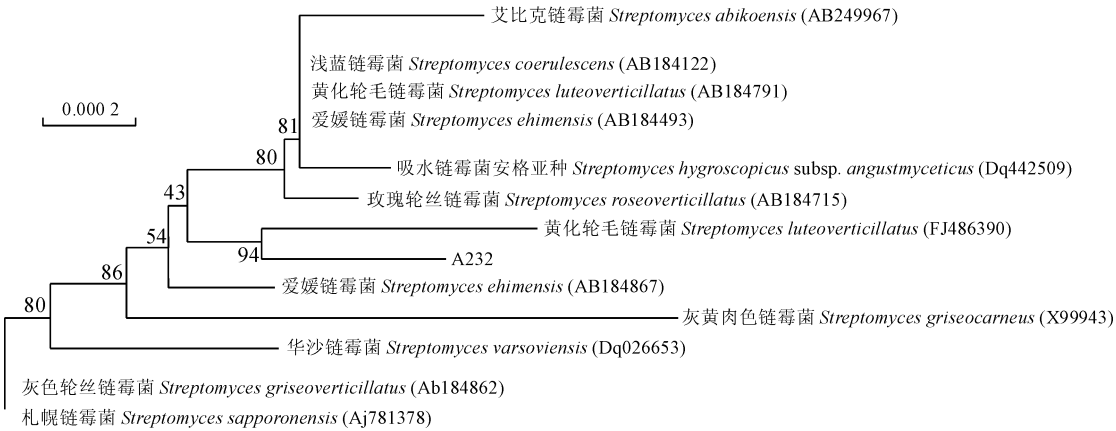 艾比克链霉菌 Streptomyces abikoensis (AB249967)
浅蓝链霉菌 Streptomyces coerulescens (AB184122)
黄化轮毛链霉菌 Streptomyces luteoverticillatus (AB184791)
0.000 2
爱媛链霉菌 Streptomyces ehimensis (AB184493)
81
80
吸水链霉菌安格亚种 Streptomyces hygroscopicus subsp. angustmyceticus (Dq442509)
玫瑰轮丝链霉菌 Streptomyces roseoverticillatus (AB184715)
43
黄化轮毛链霉菌 Streptomyces luteoverticillatus (FJ486390)
54
94
A232
86
爱媛链霉菌 Streptomyces ehimensis (AB184867)
80
灰黄肉色链霉菌 Streptomyces griseocarneus (X99943)
华沙链霉菌 Streptomyces varsoviensis (Dq026653)
灰色轮丝链霉菌 Streptomyces griseoverticillatus (Ab184862)
札幌链霉菌 Streptomyces sapporonensis (Aj781378)